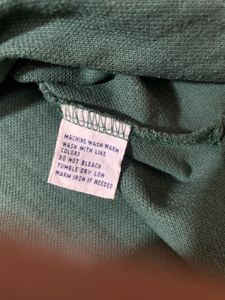 MACHINE WASH WARM
WASH WITH LIKE
COLORS
DO NOT BLEACH
TUMBLE DRY LOW
WARM IRON IF NEEDED